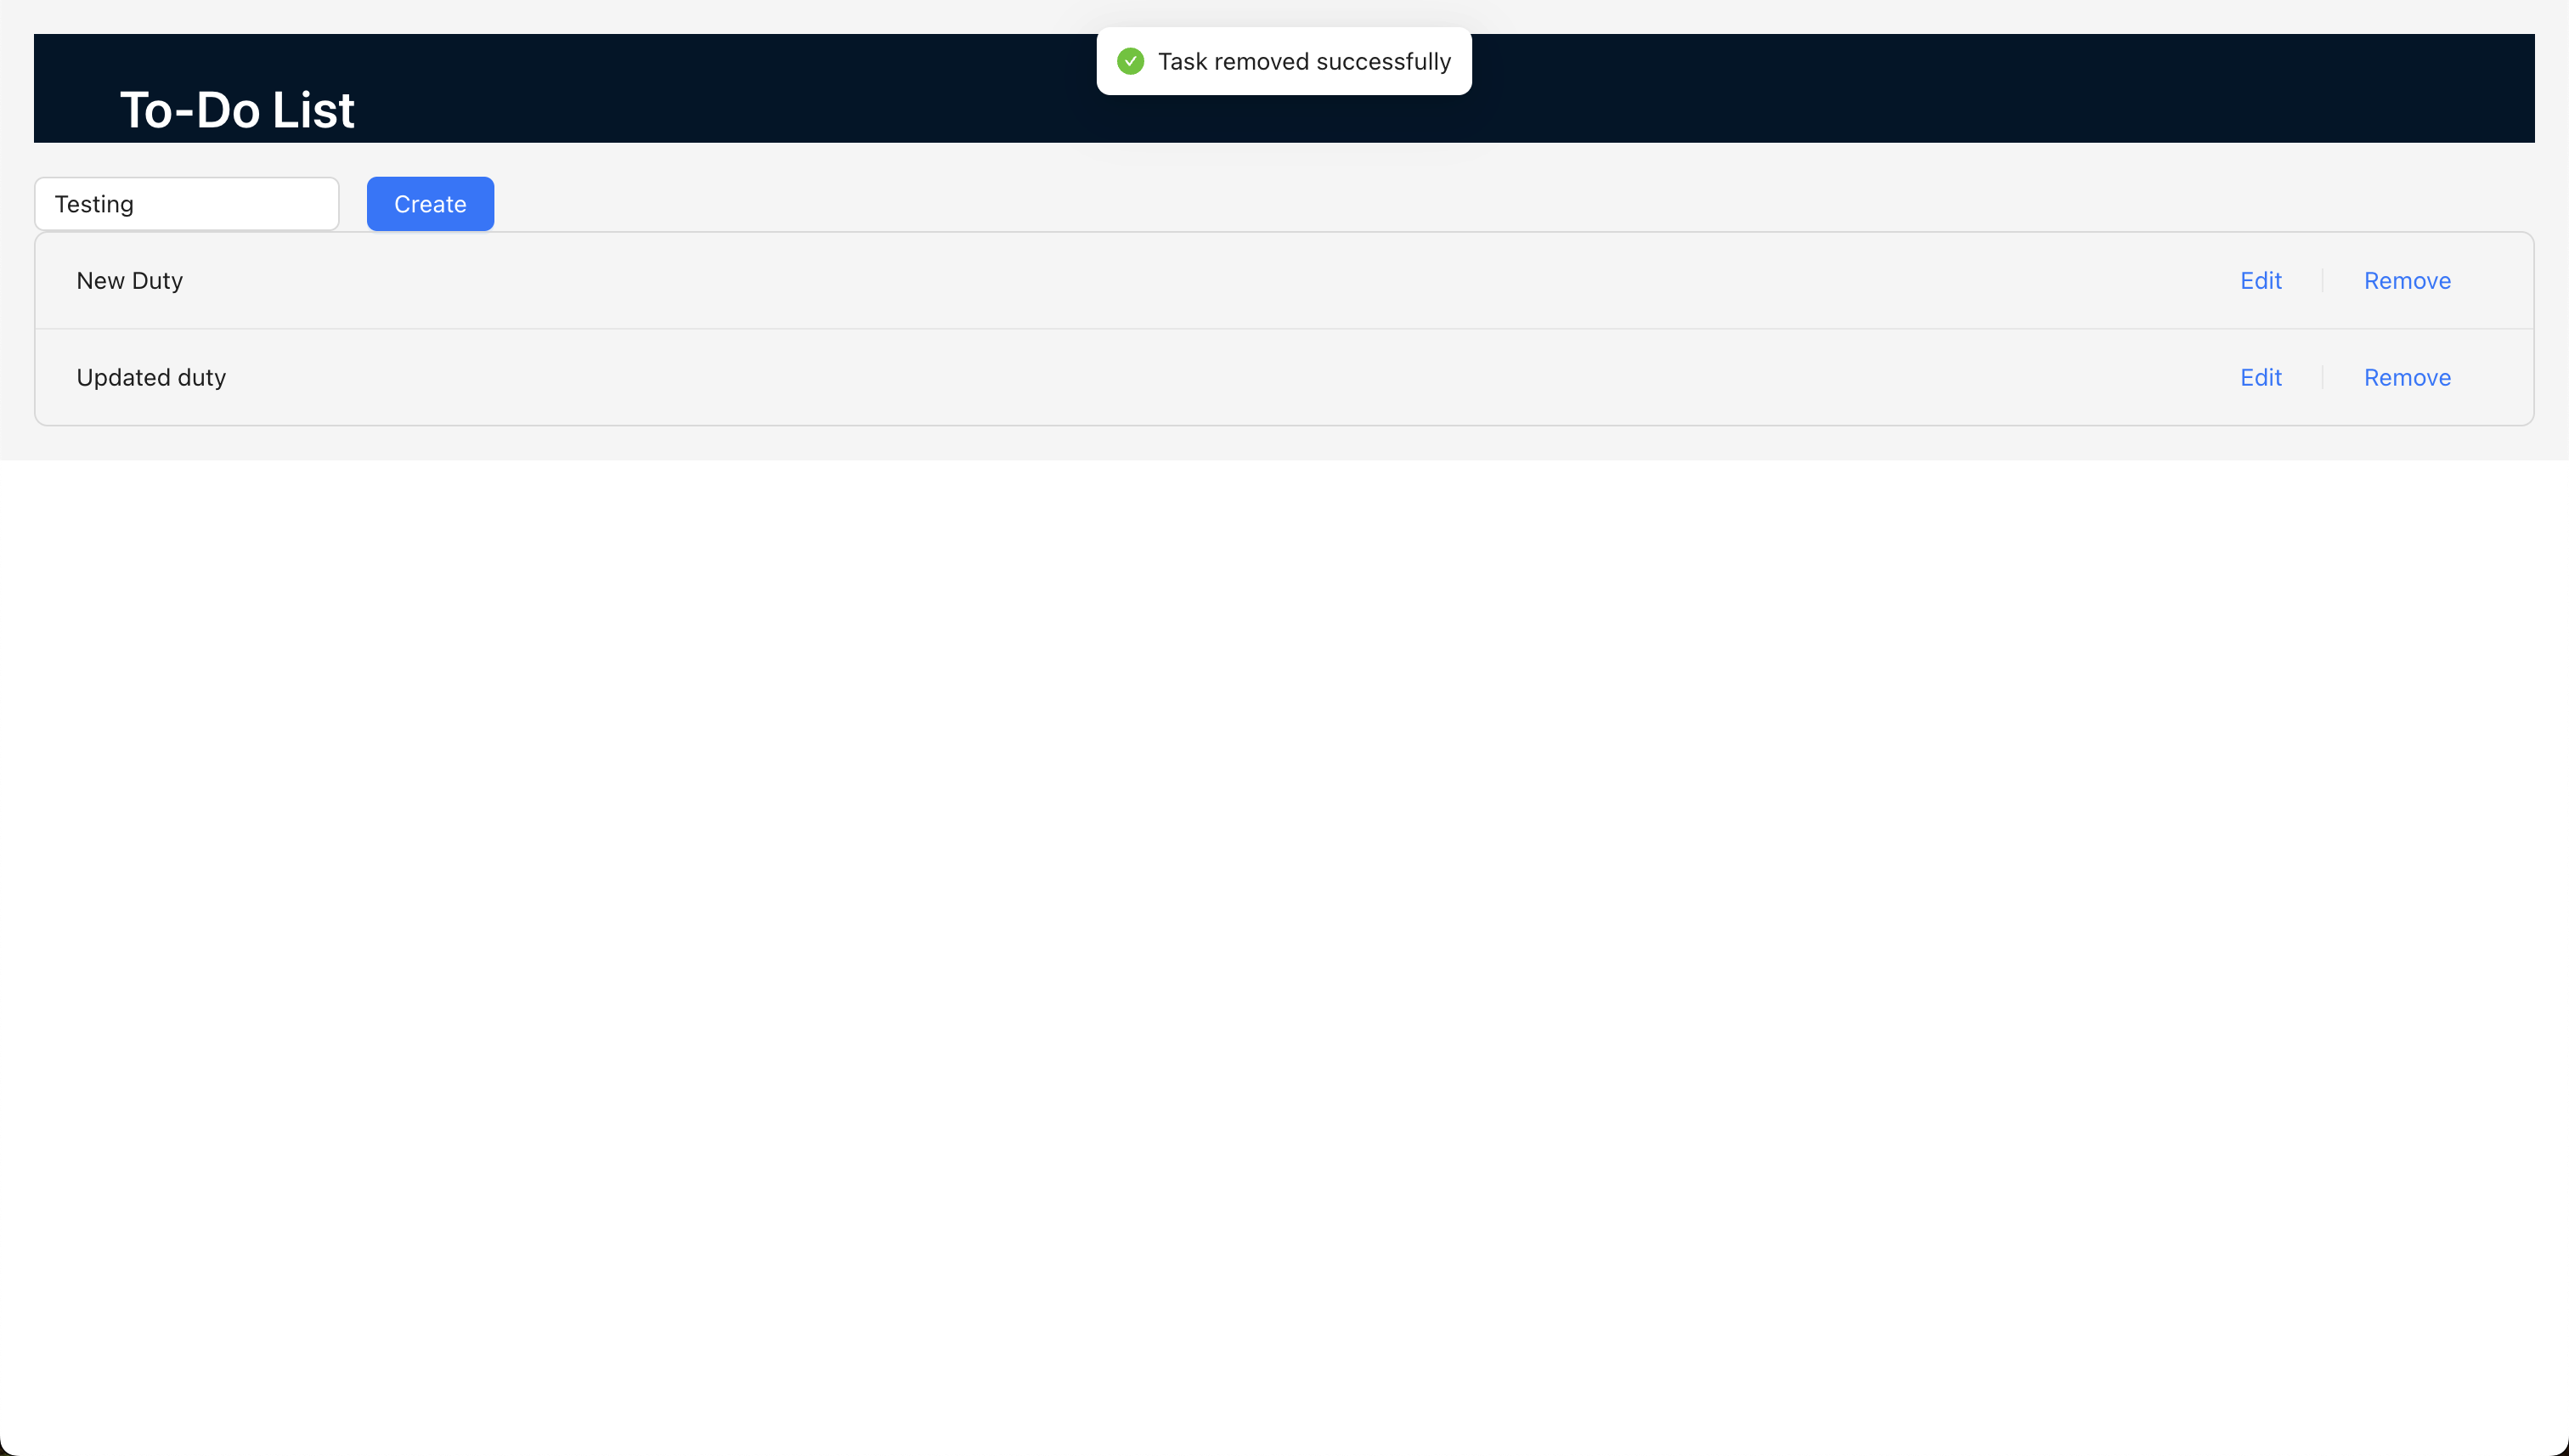 Task removed successfully
To-Do List
Testing Create
New Duty Edit Remove
Updated duty Edit Remove